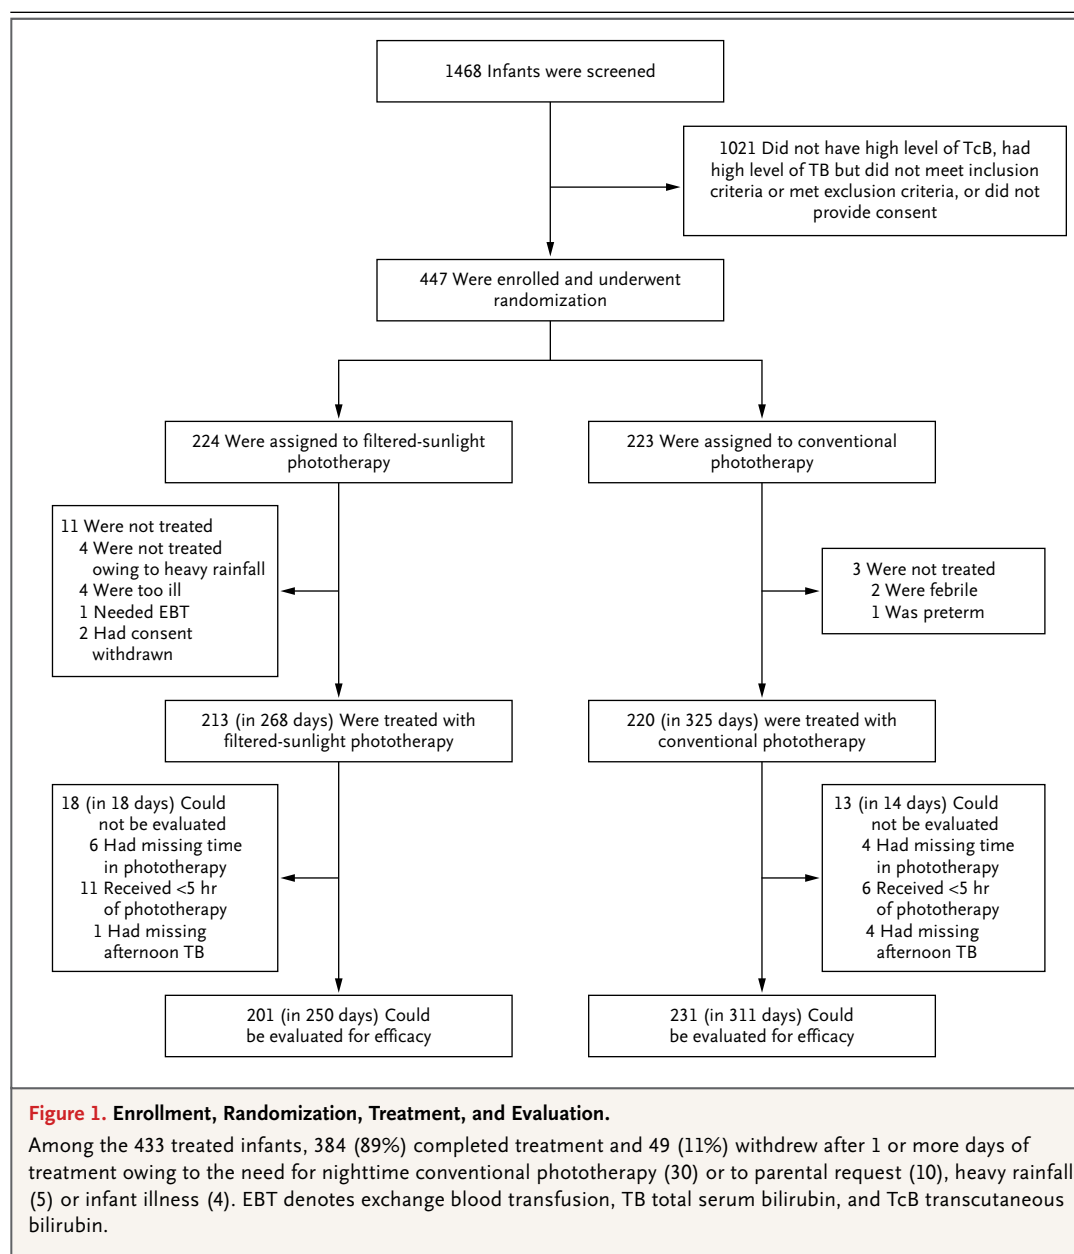 1468 Infants were screened
1021 Did not have high level of TcB, had
high level of TB but did not meet inclusion
criteria or met exclusion criteria, or did not
provide consent
447 Were enrolled and underwent
randomization
224 Were assigned to filtered-sunlight
phototherapy
223 Were assigned to conventional
phototherapy
11 Were not treated
4 Were not treated
owing to heavy rainfall
4 Were too ill
1 Needed EBT
2 Had consent
withdrawn
3 Were not treated
2 Were febrile
1 Was preterm
213 (in 268 days) Were treated with
filtered-sunlight phototherapy
220 (in 325 days) were treated with
conventional phototherapy
18 (in 18 days) Could
not be evaluated
6 Had missing time
in phototherapy
11 Received <5 hr
of phototherapy
1 Had missing
afternoon TB
13 (in 14 days) Could
not be evaluated
4 Had missing time
in phototherapy
6 Received <5 hr
of phototherapy
4 Had missing
afternoon TB
201 (in 250 days) Could
be evaluated for efficacy
231 (in 311 days) Could
be evaluated for efficacy
Figure 1. Enrollment, Randomization, Treatment, and Evaluation.
Among the 433 treated infants, 384 (89%) completed treatment and 49 (11%) withdrew after 1 or more days of
treatment owing to the need for nighttime conventional phototherapy (30) or to parental request (10), heavy rainfall
(5) or infant illness (4). EBT denotes exchange blood transfusion, TB total serum bilirubin, and TcB transcutaneous
bilirubin.